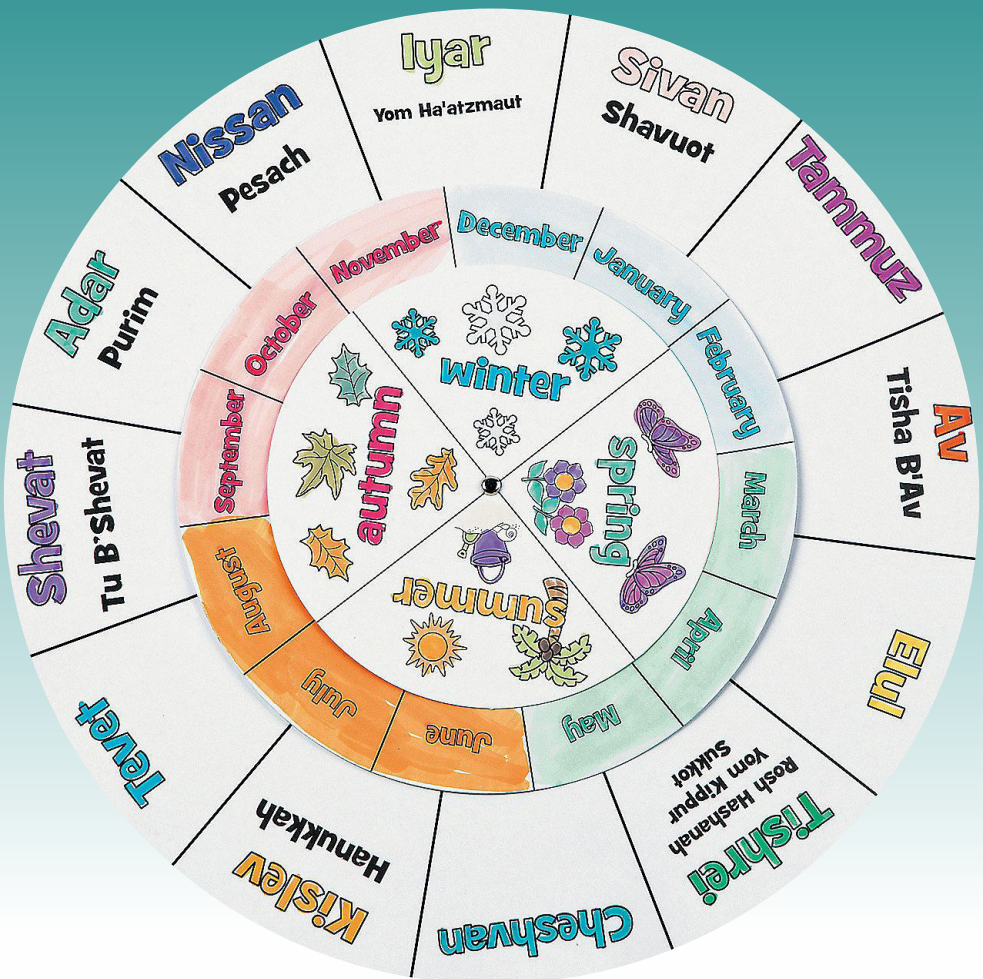 Iyar
Yom Ha'atzmaut
Sivan
Shavuot
Tammuz
Av
Tisha B'Av
Elul
Tishrei
Rosh Hashanah
Yom Kippur
Sukkot
Cheshvan
Kislev
Hanukkah
Tevet
Shevat
Tu B'Shevat
Adar
Purim
Nissan
Pesach
December
January
February
March
April
May
June
July
August
September
October
November
winter
spring
summer
autumn